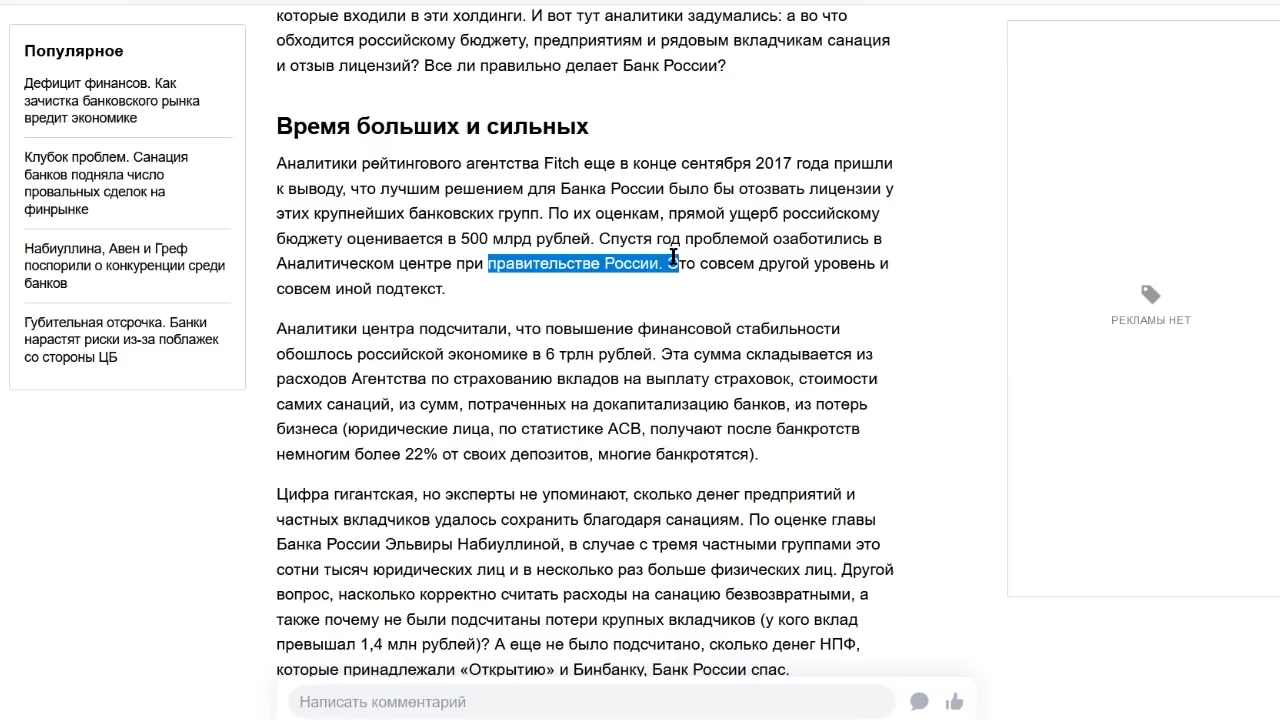 Популярное
Дефицит финансов. Как
зачистка банковского рынка
вредит экономике
Клубок проблем. Санация
банков подняла число
провальных сделок на
финрынке
Набиуллина, Авен и Греф
поспорили о конкуренции среди
банков
Губительная отсрочка. Банки
нарастят риски из-за поблажек
со стороны ЦБ
которые входили в эти холдинги. И вот тут аналитики задумались: а во что
обходится российскому бюджету, предприятиям и рядовым вкладчикам санация
и отзыв лицензий? Все ли правильно делает Банк России?
Время больших и сильных
Аналитики рейтингового агентства Fitch еще в конце сентября 2017 года пришли
к выводу, что лучшим решением для Банка России было бы отозвать лицензии у
этих крупнейших банковских групп. По их оценкам, прямой ущерб российскому
бюджету оценивается в 500 млрд рублей. Спустя год проблемой озаботились в
Аналитическом центре при правительстве России. Это совсем другой уровень и
совсем иной подтекст.
Аналитики центра подсчитали, что повышение финансовой стабильности
обошлось российской экономике в 6 трлн рублей. Эта сумма складывается из
расходов Агентства по страхованию вкладов на выплату страховок, стоимости
самих санаций, из сумм, потраченных на докапитализацию банков, из потерь
бизнеса (юридические лица, по статистике АСВ, получают после банкротств
немногим более 22% от своих депозитов, многие банкротятся).
Цифра гигантская, но эксперты не упоминают, сколько денег предприятий и
частных вкладчиков удалось сохранить благодаря санациям. По оценке главы
Банка России Эльвиры Набиуллиной, в случае с тремя частными группами это
сотни тысяч юридических лиц и в несколько раз больше физических лиц. Другой
вопрос, насколько корректно считать расходы на санацию безвозвратными, а
также почему не были подсчитаны потери крупных вкладчиков (у кого вклад
превышал 1,4 млн рублей)? А еще не было подсчитано, сколько денег НПФ,
которые принадлежали «Открытию» и Бинбанку, Банк России спас.
Написать комментарий
РЕКЛАМЫ НЕТ